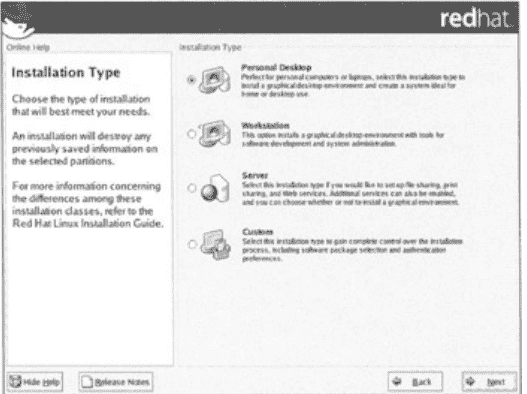 redhat
Online Help
Installation Type
Installation Type
Choose the type of installation
that will best meet your needs.
An installation will destroy any
previously saved information on
the selected partitions.
For more information concerning
the differences among these
installation classes, refer to the
Red Hat Linux Installation Guide.
Personal Desktop
Perfect for personal computers or laptops, select this installation type to
install a graphical desktop environment and create a system ideal for
home or desktop use.
Workstation
This option installs a graphical desktop environment with tools for
software development and system administration.
Server
Select this installation type if you would like to set up file sharing, print
sharing, and Web services. Additional services can also be enabled,
and you can choose whether or not to install a graphical environment.
Custom
Select this installation type to gain complete control over the installation
process, including software package selection and authentication
preferences.
Hide Help
Release Notes
Back
Next